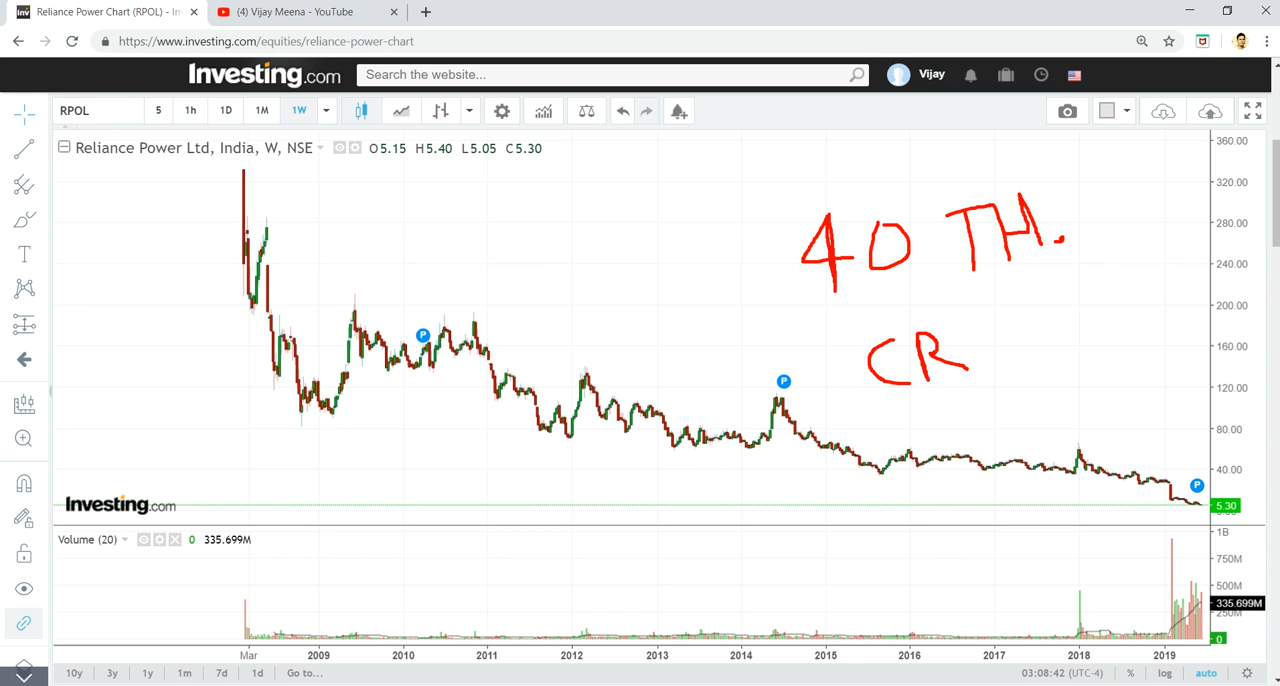 Reliance Power Chart (RPOL) - In
(4) Vijay Meena - YouTube
https://www.investing.com/equities/reliance-power-chart
Investing.com
Search the website...
Vijay
RPOL 5 1h 1D 1M 1W
Reliance Power Ltd, India, W, NSE O5.15 H5.40 L5.05 C5.30
360.00
320.00
280.00
240.00
200.00
160.00
120.00
80.00
40.00
5.30
40 TH.
CR
P
P
P
Investing.com
Volume (20) 0 335.699M
1B
750M
500M
335.699M
250M
0
Mar 2009 2010 2011 2012 2013 2014 2015 2016 2017 2018 2019
10y 3y 1y 1m 7d 1d Go to... 03:08:42 (UTC-4) % log auto